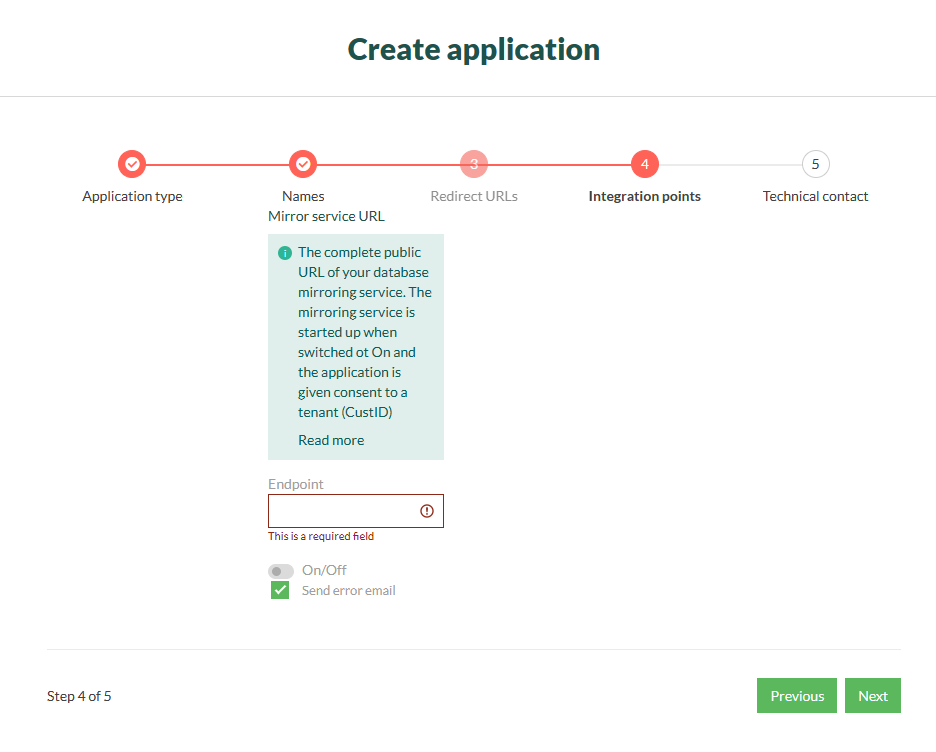 Create application
3
4
5
Application type
Names
Redirect URLs
Integration points
Technical contact
Mirror service URL
The complete public
URL of your database
mirroring service. The
mirroring service is
started up when
switched ot On and
the application is
given consent to a
tenant (CustID)
Read more
Endpoint
This is a required field
On/Off
Send error email
Step 4 of 5
Previous
Next